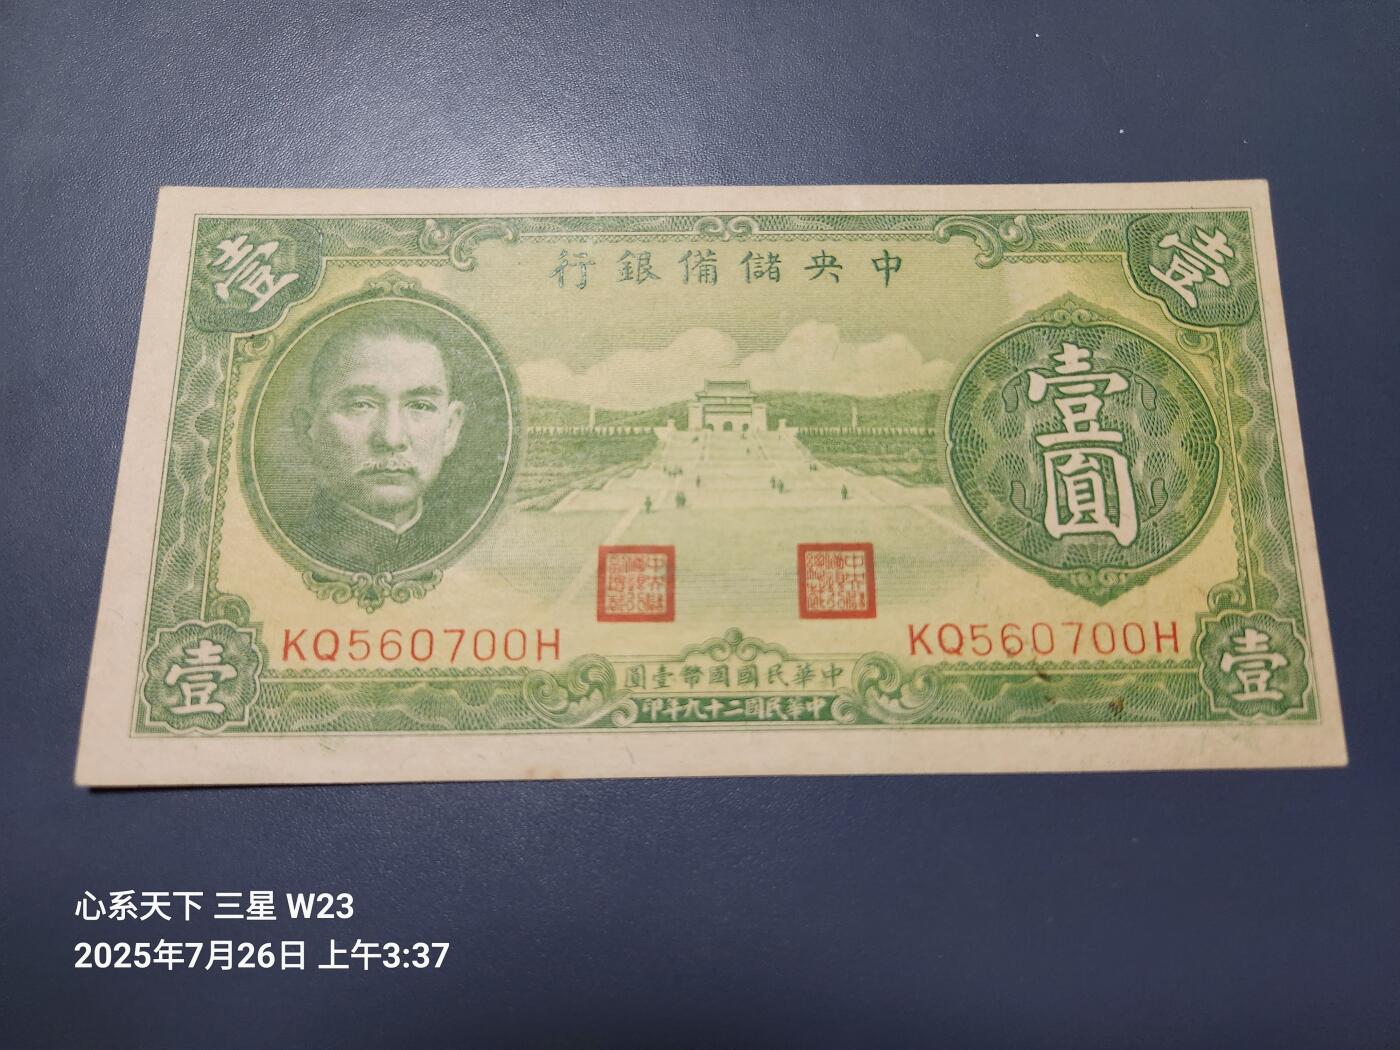 中央儲備銀行
壹
壹
壹圓
KQ560700H
KQ560700H
中華民國國幣壹圓
中華民國二十九年印
壹
壹
心系天下 三星 W23
2025年7月26日 上午3:37